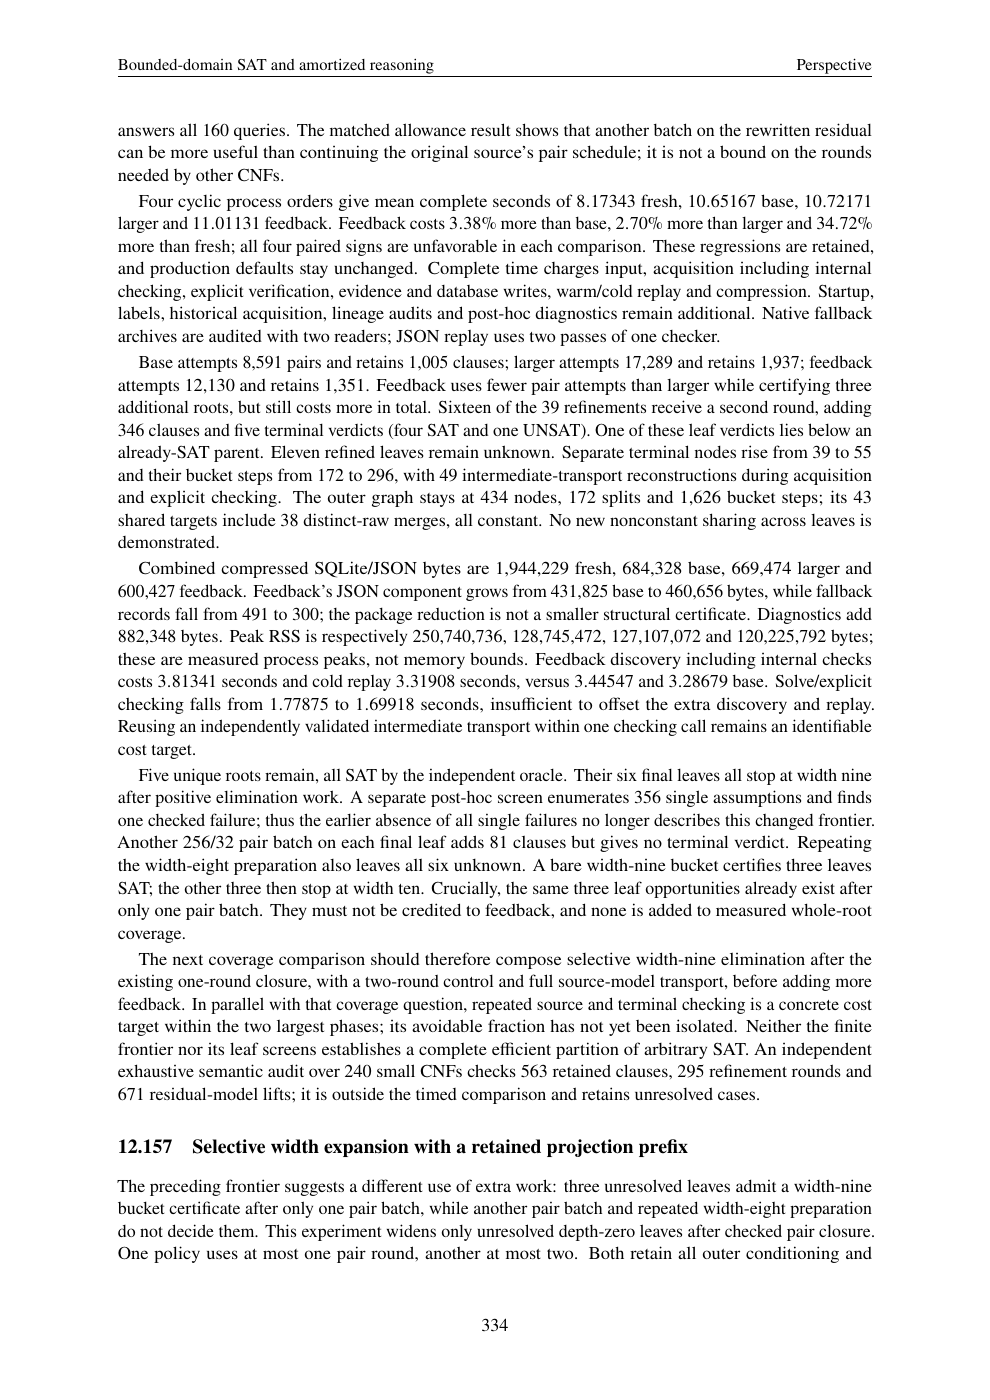 Bounded-domain SAT and amortized reasoning Perspective
answers all 160 queries. The matched allowance result shows that another batch on the rewritten residual
can be more useful than continuing the original source's pair schedule; it is not a bound on the rounds
needed by other CNFs.
Four cyclic process orders give mean complete seconds of 8.17343 fresh, 10.65167 base, 10.72171
larger and 11.01131 feedback. Feedback costs 3.38% more than base, 2.70% more than larger and 34.72%
more than fresh; all four paired signs are unfavorable in each comparison. These regressions are retained,
and production defaults stay unchanged. Complete time charges input, acquisition including internal
checking, explicit verification, evidence and database writes, warm/cold replay and compression. Startup,
labels, historical acquisition, lineage audits and post-hoc diagnostics remain additional. Native fallback
archives are audited with two readers; JSON replay uses two passes of one checker.
Base attempts 8,591 pairs and retains 1,005 clauses; larger attempts 17,289 and retains 1,937; feedback
attempts 12,130 and retains 1,351. Feedback uses fewer pair attempts than larger while certifying three
additional roots, but still costs more in total. Sixteen of the 39 refinements receive a second round, adding
346 clauses and five terminal verdicts (four SAT and one UNSAT). One of these leaf verdicts lies below an
already-SAT parent. Eleven refined leaves remain unknown. Separate terminal nodes rise from 39 to 55
and their bucket steps from 172 to 296, with 49 intermediate-transport reconstructions during acquisition
and explicit checking. The outer graph stays at 434 nodes, 172 splits and 1,626 bucket steps; its 43
shared targets include 38 distinct-raw merges, all constant. No new nonconstant sharing across leaves is
demonstrated.
Combined compressed SQLite/JSON bytes are 1,944,229 fresh, 684,328 base, 669,474 larger and
600,427 feedback. Feedback's JSON component grows from 431,825 base to 460,656 bytes, while fallback
records fall from 491 to 300; the package reduction is not a smaller structural certificate. Diagnostics add
882,348 bytes. Peak RSS is respectively 250,740,736, 128,745,472, 127,107,072 and 120,225,792 bytes;
these are measured process peaks, not memory bounds. Feedback discovery including internal checks
costs 3.81341 seconds and cold replay 3.31908 seconds, versus 3.44547 and 3.28679 base. Solve/explicit
checking falls from 1.77875 to 1.69918 seconds, insufficient to offset the extra discovery and replay.
Reusing an independently validated intermediate transport within one checking call remains an identifiable
cost target.
Five unique roots remain, all SAT by the independent oracle. Their six final leaves all stop at width nine
after positive elimination work. A separate post-hoc screen enumerates 356 single assumptions and finds
one checked failure; thus the earlier absence of all single failures no longer describes this changed frontier.
Another 256/32 pair batch on each final leaf adds 81 clauses but gives no terminal verdict. Repeating
the width-eight preparation also leaves all six unknown. A bare width-nine bucket certifies three leaves
SAT; the other three then stop at width ten. Crucially, the same three leaf opportunities already exist after
only one pair batch. They must not be credited to feedback, and none is added to measured whole-root
coverage.
The next coverage comparison should therefore compose selective width-nine elimination after the
existing one-round closure, with a two-round control and full source-model transport, before adding more
feedback. In parallel with that coverage question, repeated source and terminal checking is a concrete cost
target within the two largest phases; its avoidable fraction has not yet been isolated. Neither the finite
frontier nor its leaf screens establishes a complete efficient partition of arbitrary SAT. An independent
exhaustive semantic audit over 240 small CNFs checks 563 retained clauses, 295 refinement rounds and
671 residual-model lifts; it is outside the timed comparison and retains unresolved cases.
12.157 Selective width expansion with a retained projection prefix
The preceding frontier suggests a different use of extra work: three unresolved leaves admit a width-nine
bucket certificate after only one pair batch, while another pair batch and repeated width-eight preparation
do not decide them. This experiment widens only unresolved depth-zero leaves after checked pair closure.
One policy uses at most one pair round, another at most two. Both retain all outer conditioning and
334